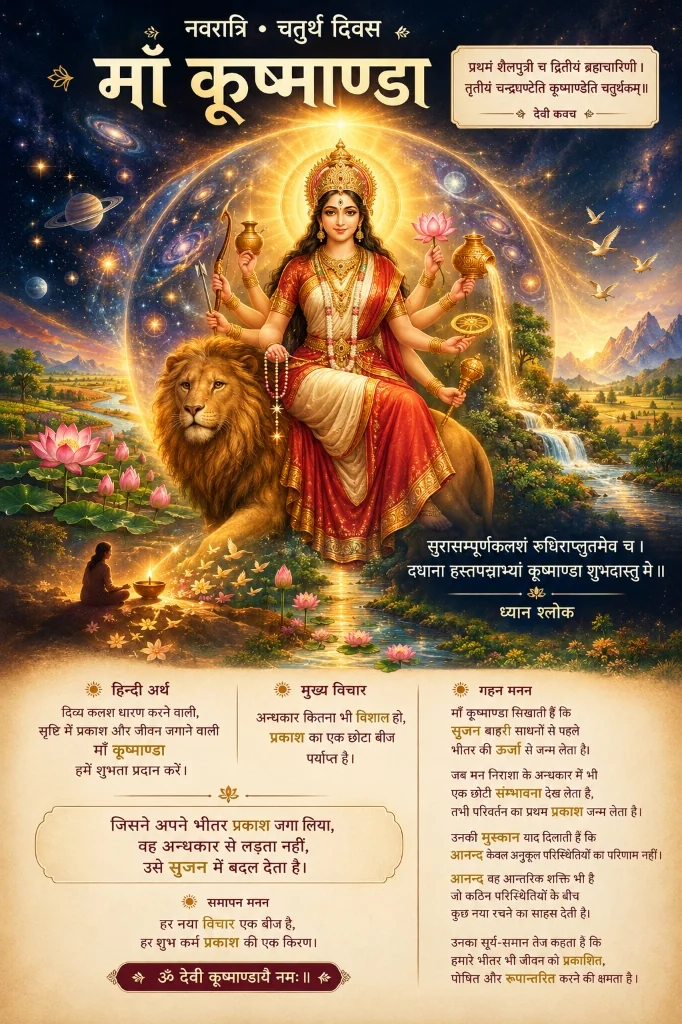 नवरात्रि • चतुर्थ दिवस
माँ कूष्माण्डा
प्रथमं शैलपुत्री च द्वितीयं ब्रह्मचारिणी।
तृतीयं चन्द्रघण्टेति कूष्माण्डेति चतुर्थकम्॥
देवी कवच
सुरासम्पूर्णकलशं रुधिराप्लुतमेव च।
दधाना हस्तपद्माभ्यां कूष्माण्डा शुभदास्तु मे॥
ध्यान श्लोक
हिन्दी अर्थ
दिव्य कलश धारण करने वाली,
सृष्टि में प्रकाश और जीवन जगाने वाली
माँ कूष्माण्डा
हमें शुभता प्रदान करें।
मुख्य विचार
अन्धकार कितना भी विशाल हो,
प्रकाश का एक छोटा बीज
पर्याप्त है।
जिसने अपने भीतर प्रकाश जगा लिया,
वह अन्धकार से लड़ता नहीं,
उसे सृजन में बदल देता है।
समापन मनन
हर नया विचार एक बीज है,
हर शुभ कर्म प्रकाश की एक किरण।
ॐ देवी कूष्माण्डायै नमः॥
गहन मनन
माँ कूष्माण्डा सिखाती हैं कि
सृजन बाहरी साधनों से पहले
भीतर की ऊर्जा से जन्म लेता है।
जब मन निराशा के अन्धकार में भी
एक छोटी संम्भावना देख लेता है,
तभी परिवर्तन का प्रथम प्रकाश जन्म लेता है।
उनकी मुस्कान याद दिलाती हैं कि
आनन्द केवल अनुकूल परिस्थितियों का परिणाम नहीं।
आनन्द वह आन्तरिक शक्ति भी है
जो कठिन परिस्थितियों के बीच
कुछ नया रचने का साहस देती है।
उनका सूर्य-समान तेज कहता है कि
हमारे भीतर भी जीवन को प्रकाशित,
पोषित और रूपान्तरित करने की क्षमता है।